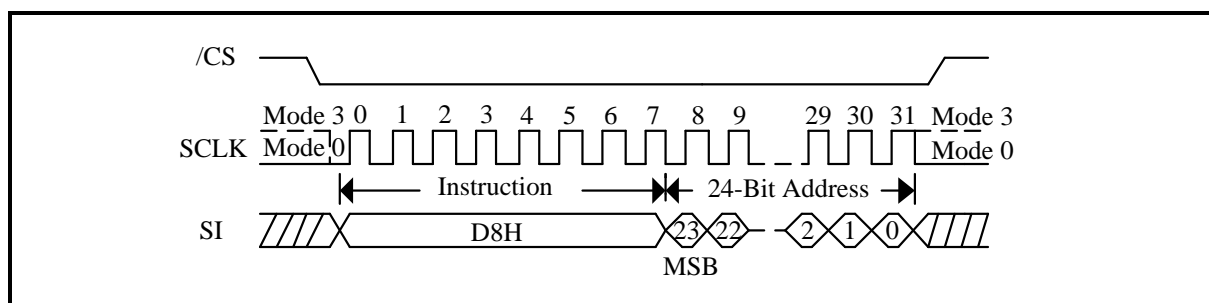 /CS
Mode 3 0 1 2 3 4 5 6 7 8 9 29 30 31 Mode 3
SCLK Mode 0 Mode 0
Instruction 24-Bit Address
SI D8H 23 22 2 1 0
MSB